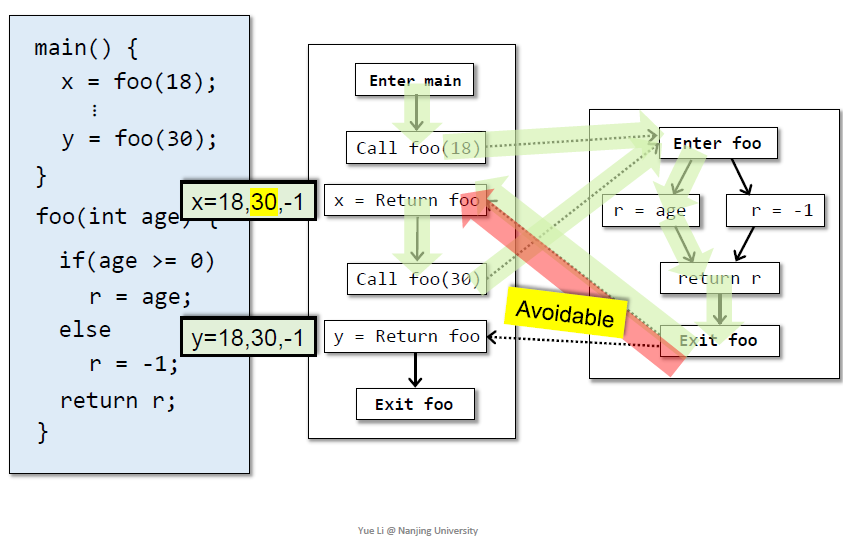 main() {
x = foo(18);
⋮
y = foo(30);
}
foo(int age) {
if(age >= 0)
r = age;
else
r = -1;
return r;
}
x=18,30,-1
y=18,30,-1
Enter main
Call foo(18)
x = Return foo
Call foo(30)
y = Return foo
Exit foo
Avoidable
Enter foo
r = age
r = -1
return r
Exit foo
Yue Li @ Nanjing University